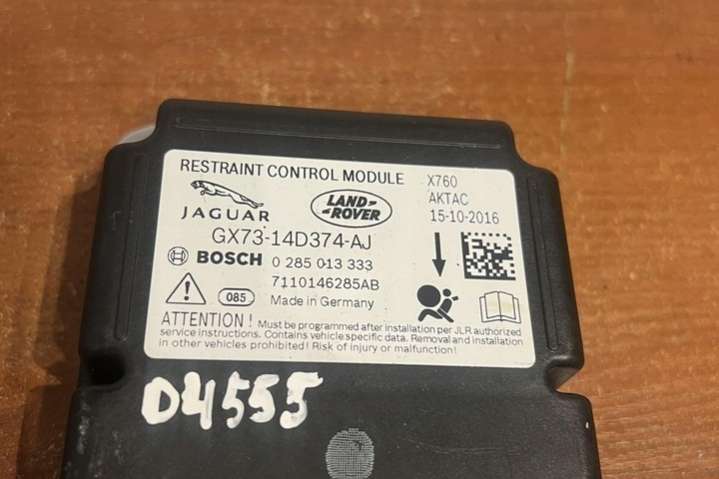 RESTRAINT CONTROL MODULE
X760
AKTAC
15-10-2016
JAGUAR
LAND-
-ROVER
GX73-14D374-AJ
BOSCH 0 285 013 333
7110146285AB
085
Made in Germany
ATTENTION! Must be programmed after installation per JLR authorized
service instructions. Contains vehicle specific data. Removal and installation
in other vehicles prohibited! Risk of injury or malfunction!
D4555